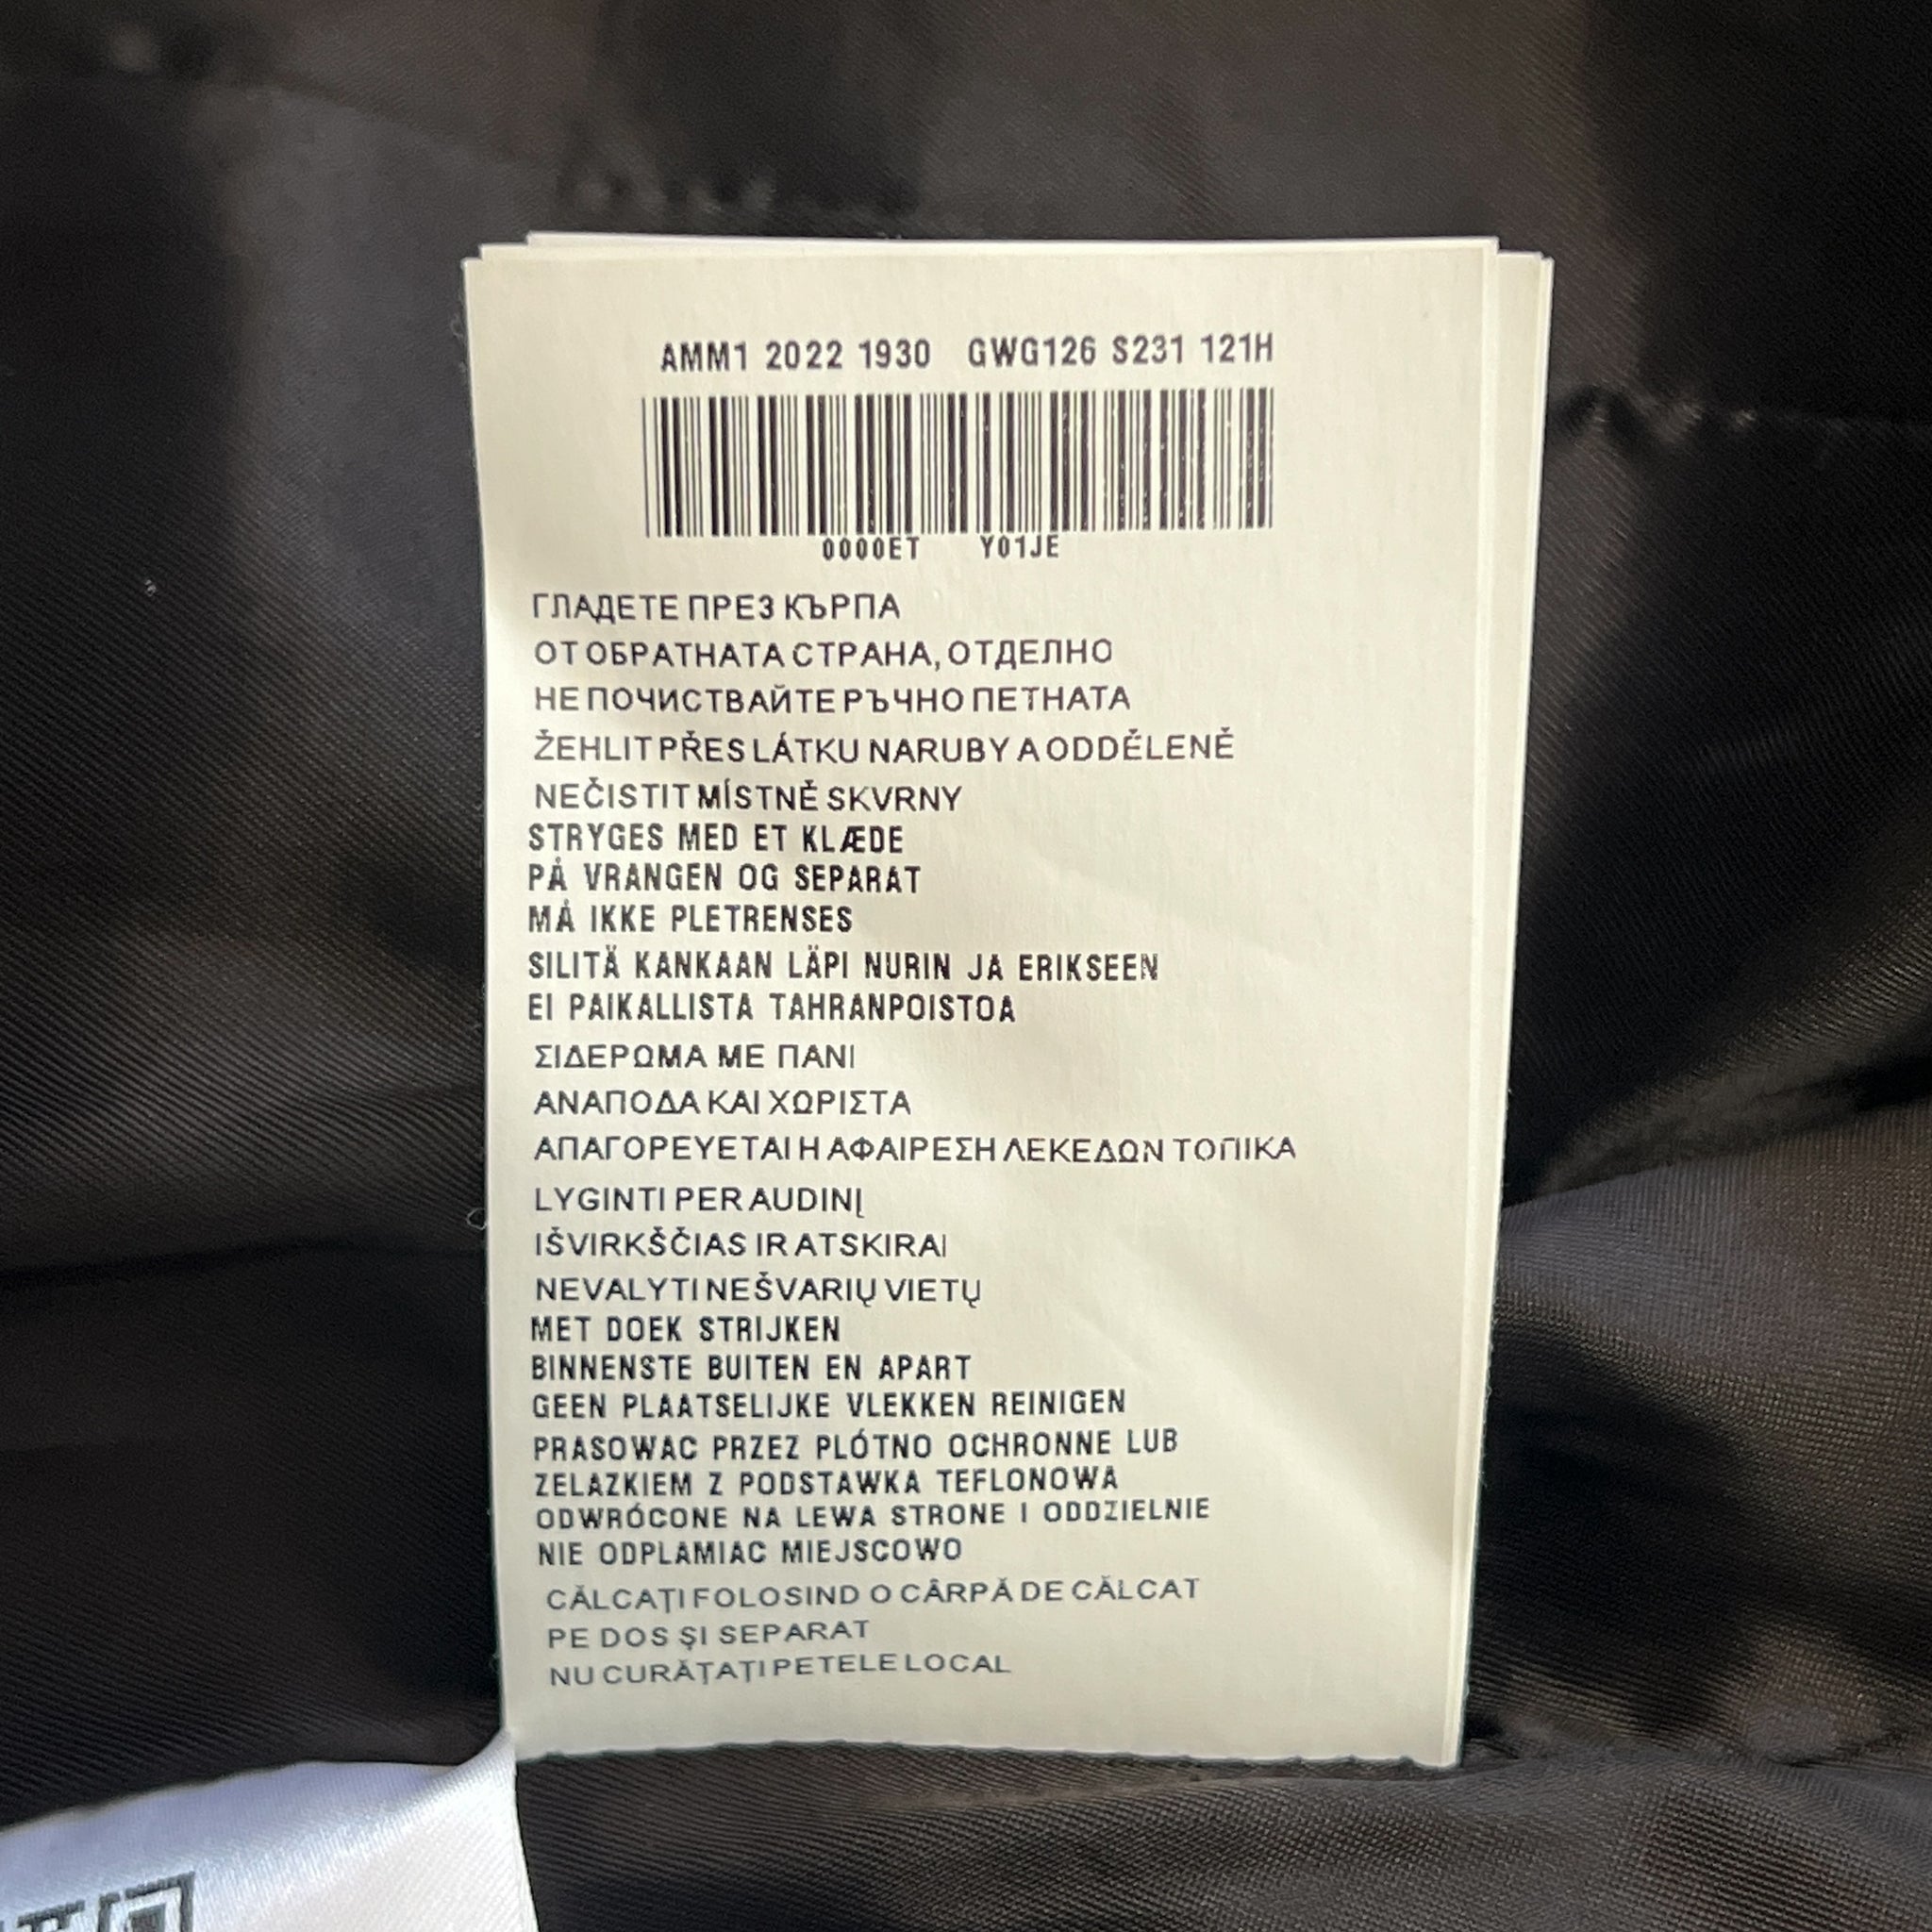 AMM1 2022 1930 GWG126 S231 121H
0000ET Y01JE
ГЛАДЕТЕ ПРЕЗ КЪРПА
ОТ ОБРАТНАТА СТРАНА, ОТДЕЛНО
НЕ ПОЧИСТВАЙТЕ РЪЧНО ПЕТНАТА
ŽEHLIT PŘES LÁTKU NARUBY A ODDĚLENĚ
NEČISTIT MÍSTNĚ SKVRNY
STRYGES MED ET KLÆDE
PÅ VRANGEN OG SEPARAT
MÅ IKKE PLETRENSES
SILITÄ KANKAAN LÄPI NURIN JA ERIKSEEN
EI PAIKALLISTA TAHRANPOISTOA
ΣΙΔΕΡΩΜΑ ΜΕ ΠΑΝΙ
ΑΝΑΠΟΔΑ ΚΑΙ ΧΩΡΙΣΤΑ
ΑΠΑΓΟΡΕΥΕΤΑΙ Η ΑΦΑΙΡΕΣΗ ΛΕΚΕΔΩΝ ΤΟΠΙΚΑ
LYGINTI PER AUDINĮ
IŠVIRKŠČIAS IR ATSKIRAI
NEVALYTI NEŠVARIŲ VIETŲ
MET DOEK STRIJKEN
BINNENSTE BUITEN EN APART
GEEN PLAATSELIJKE VLEKKEN REINIGEN
PRASOWAC PRZEZ PLÓTNO OCHRONNE LUB
ZELAZKIEM Z PODSTAWKA TEFLONOWA
ODWRÓCONE NA LEWA STRONE I ODDZIELNIE
NIE ODPLAMIAC MIEJSCOWO
CĂLCAȚI FOLOSIND O CÂRPĂ DE CĂLCAT
PE DOS ȘI SEPARAT
NU CURĂȚAȚI PETELE LOCAL